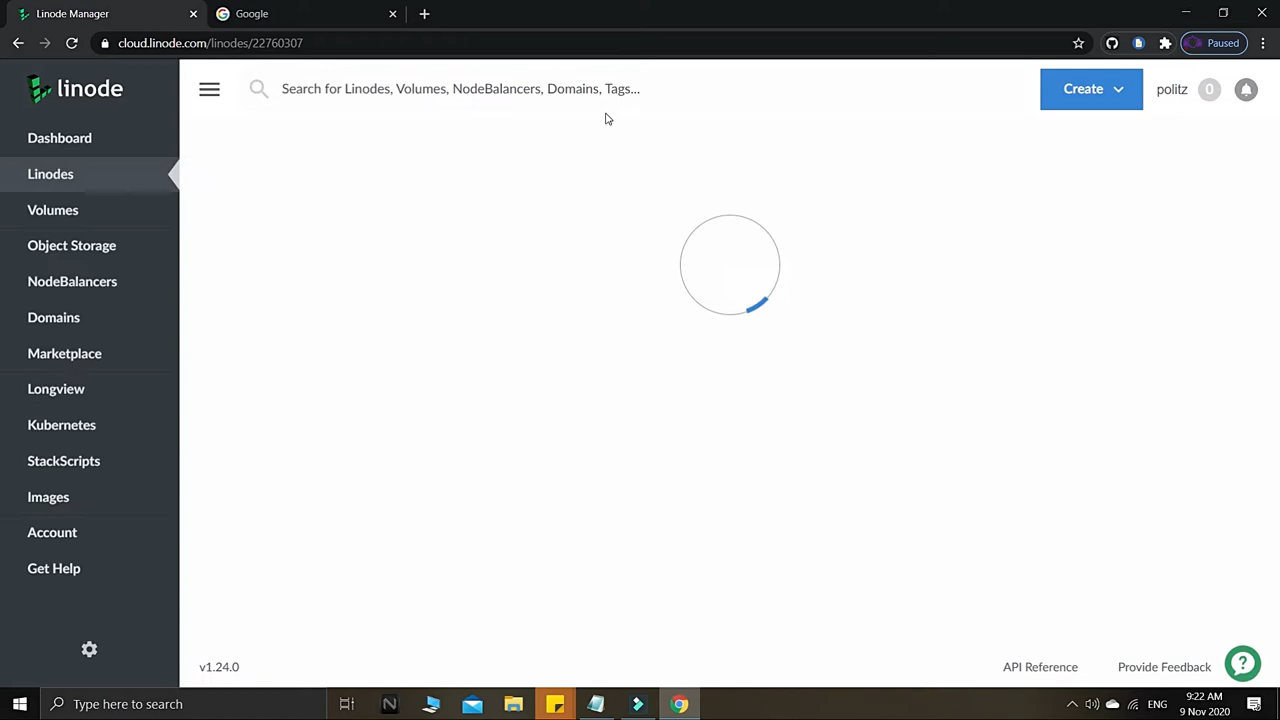 Linode Manager
Google
cloud.linode.com/linodes/22760307
Paused
linode
Search for Linodes, Volumes, NodeBalancers, Domains, Tags...
Create
politz
0
Dashboard
Linodes
Volumes
Object Storage
NodeBalancers
Domains
Marketplace
Longview
Kubernetes
StackScripts
Images
Account
Get Help
v1.24.0
API Reference
Provide Feedback
Type here to search
N
ENG
9:22 AM
9 Nov 2020